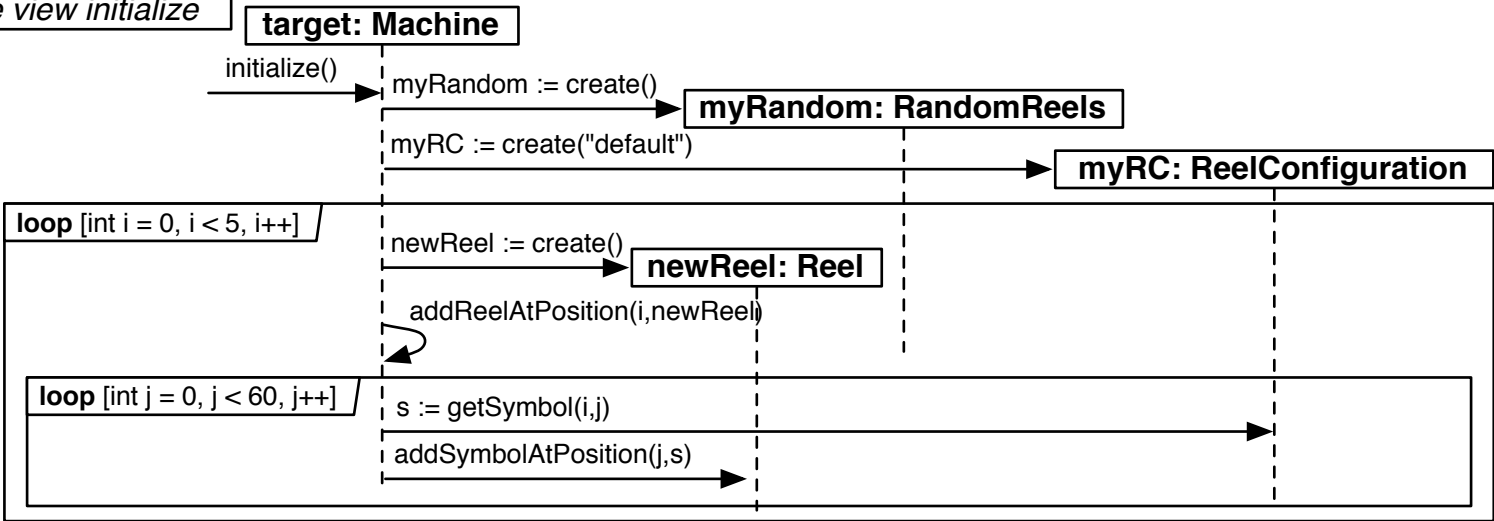 view initialize
target: Machine
initialize()
myRandom := create()
myRandom: RandomReels
myRC := create("default")
myRC: ReelConfiguration
loop [int i = 0, i < 5, i++]
newReel := create()
newReel: Reel
addReelAtPosition(i,newReel)
loop [int j = 0, j < 60, j++]
s := getSymbol(i,j)
addSymbolAtPosition(j,s)